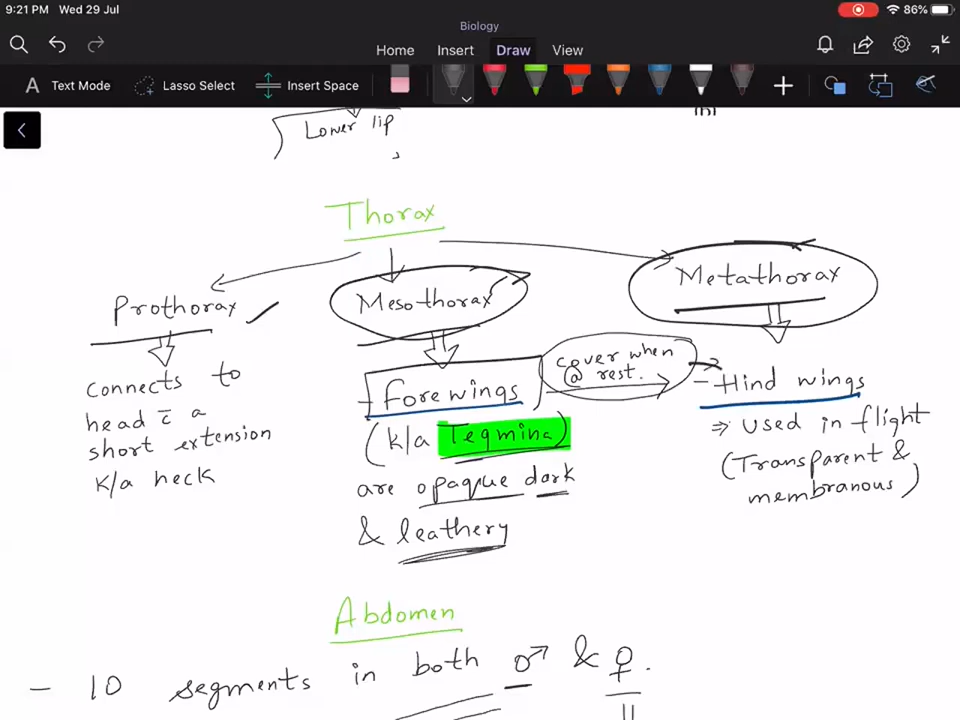 9:21 PM Wed 29 Jul
86%
Biology
Home Insert Draw View
Text Mode Lasso Select Insert Space
Lower lip
(b)
Thorax
Prothorax
Mesothorax
Metathorax
connects to
head c̄ a
short extension
k/a neck
- Forewings
(k/a Tegmina)
are opaque dark
& leathery
cover when
@ rest.
- Hind wings
⇒ used in flight
(Transparent &
membranous)
Abdomen
- 10 segments in both ♂ & ♀.